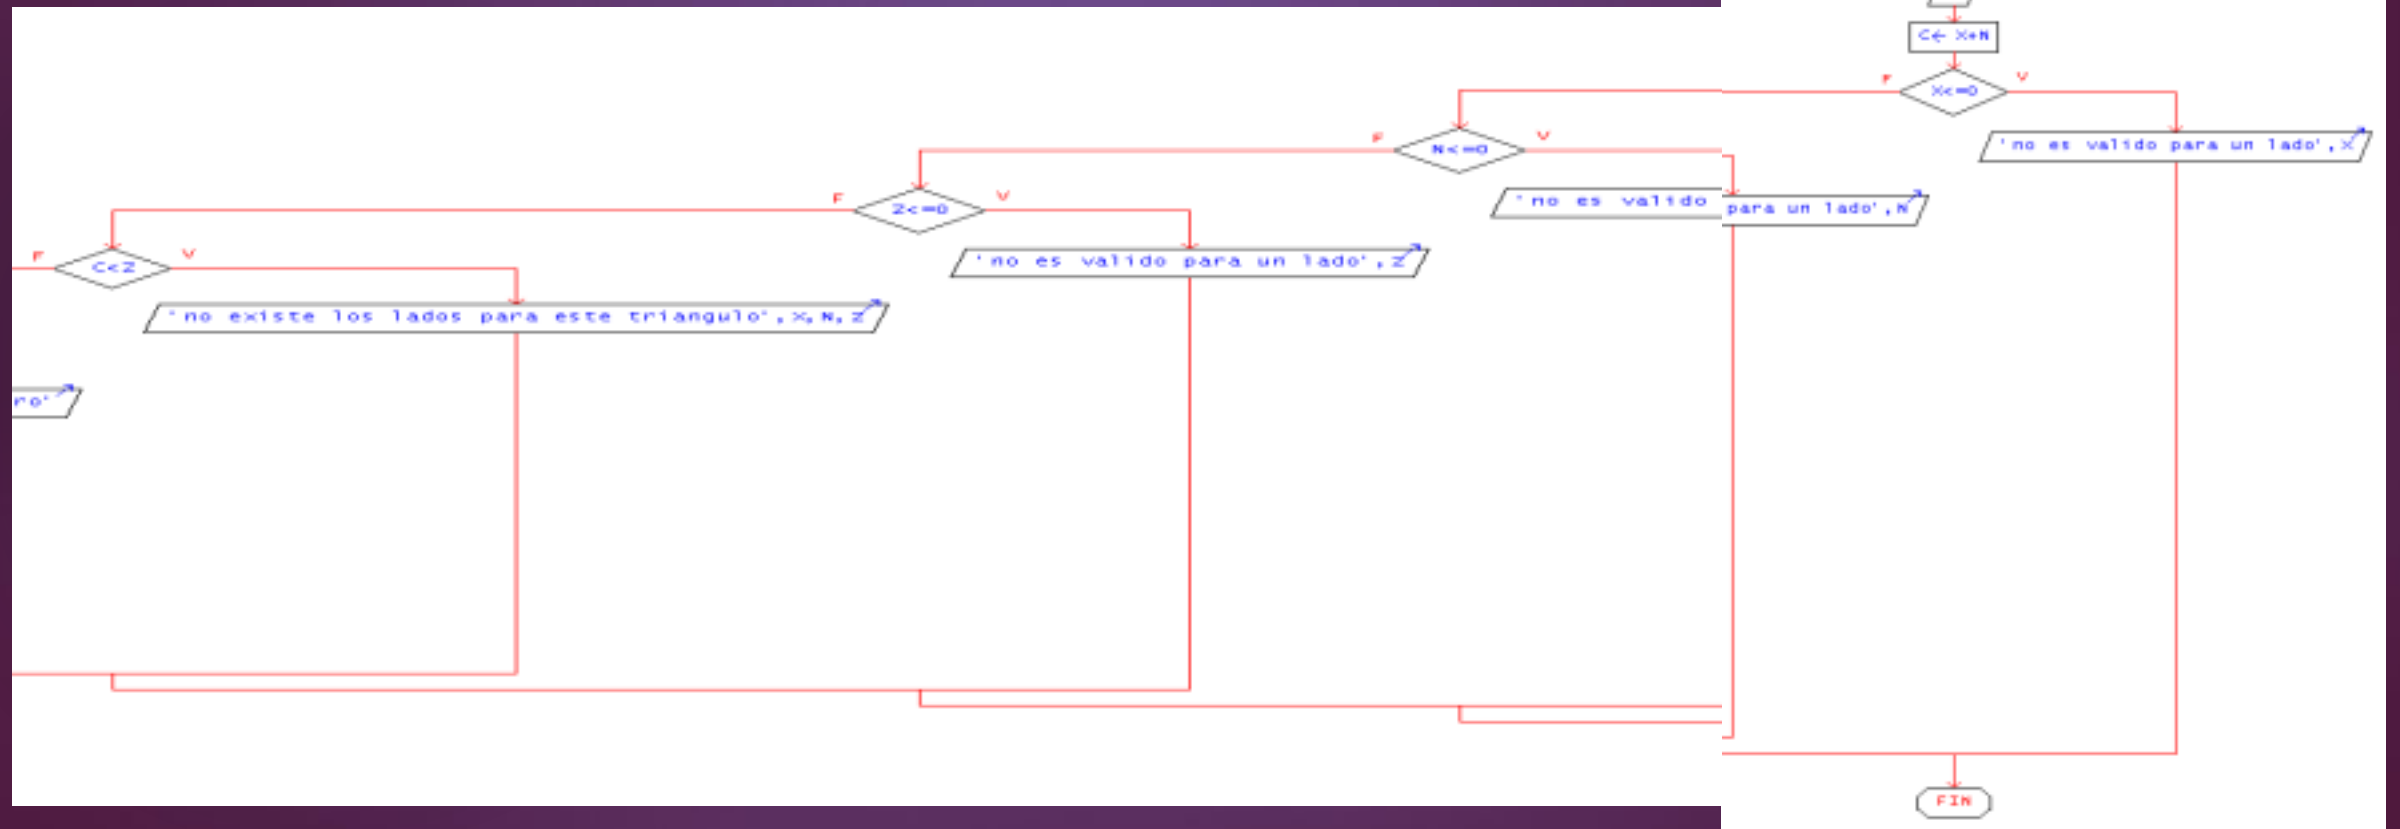 C← X+N
F X<=0 V
F N<=0 V
'no es valido para un lado',X
F Z<=0 V
'no es valido para un lado',N
F C<Z V
'no es valido para un lado',Z
'no existe los lados para este triangulo',X,N,Z
ro'
FIN